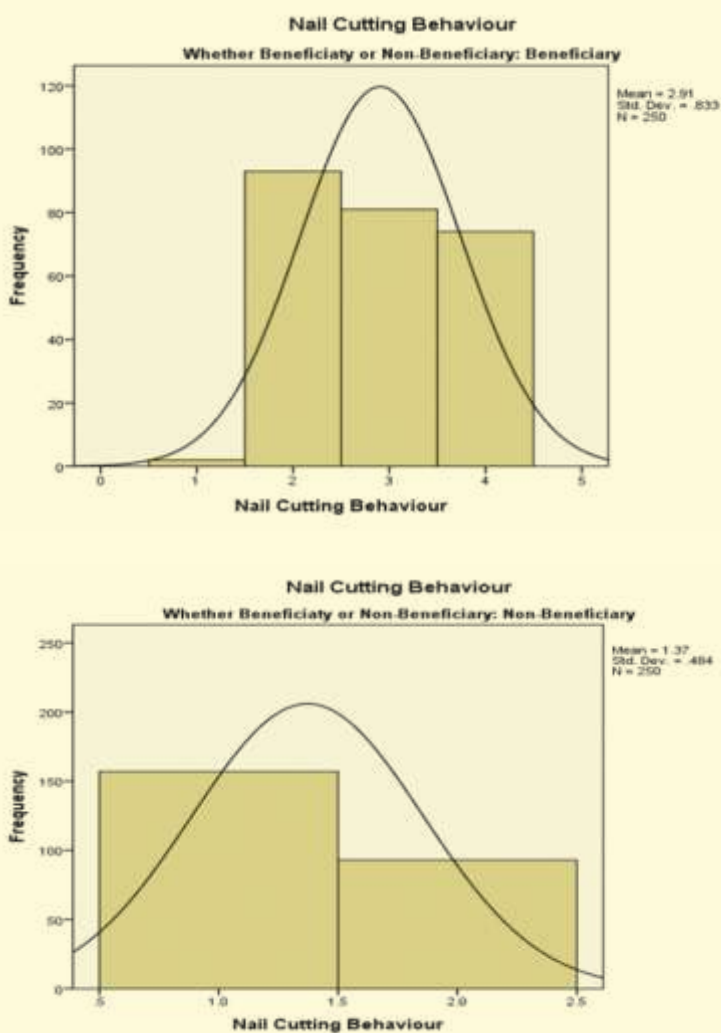 Nail Cutting Behaviour
Whether Beneficiaty or Non-Beneficiary: Beneficiary
Mean = 2.91
Std. Dev. = .833
N = 250
Frequency
120
100
80
60
40
20
0
0 1 2 3 4 5
Nail Cutting Behaviour
Nail Cutting Behaviour
Whether Beneficiaty or Non-Beneficiary: Non-Beneficiary
Mean = 1.37
Std. Dev. = .484
N = 250
Frequency
250
200
150
100
50
0
.5 1.0 1.5 2.0 2.5
Nail Cutting Behaviour